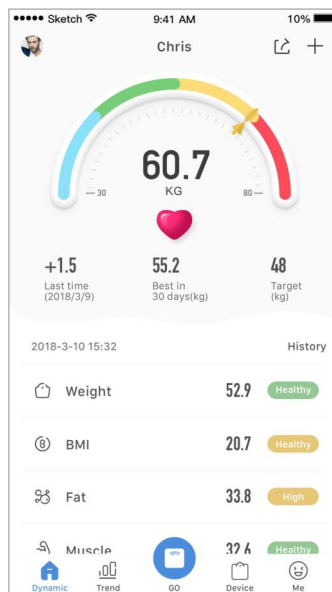 Sketch 9:41 AM 10%
Chris
60.7
KG
30 80
+1.5 55.2 48
Last time Best in Target
(2018/3/9) 30 days(kg) (kg)
2018-3-10 15:32 History
Weight 52.9 Healthy
BMI 20.7 Healthy
Fat 33.8 High
Muscle 32.6 Healthy
Dynamic Trend GO Device Me